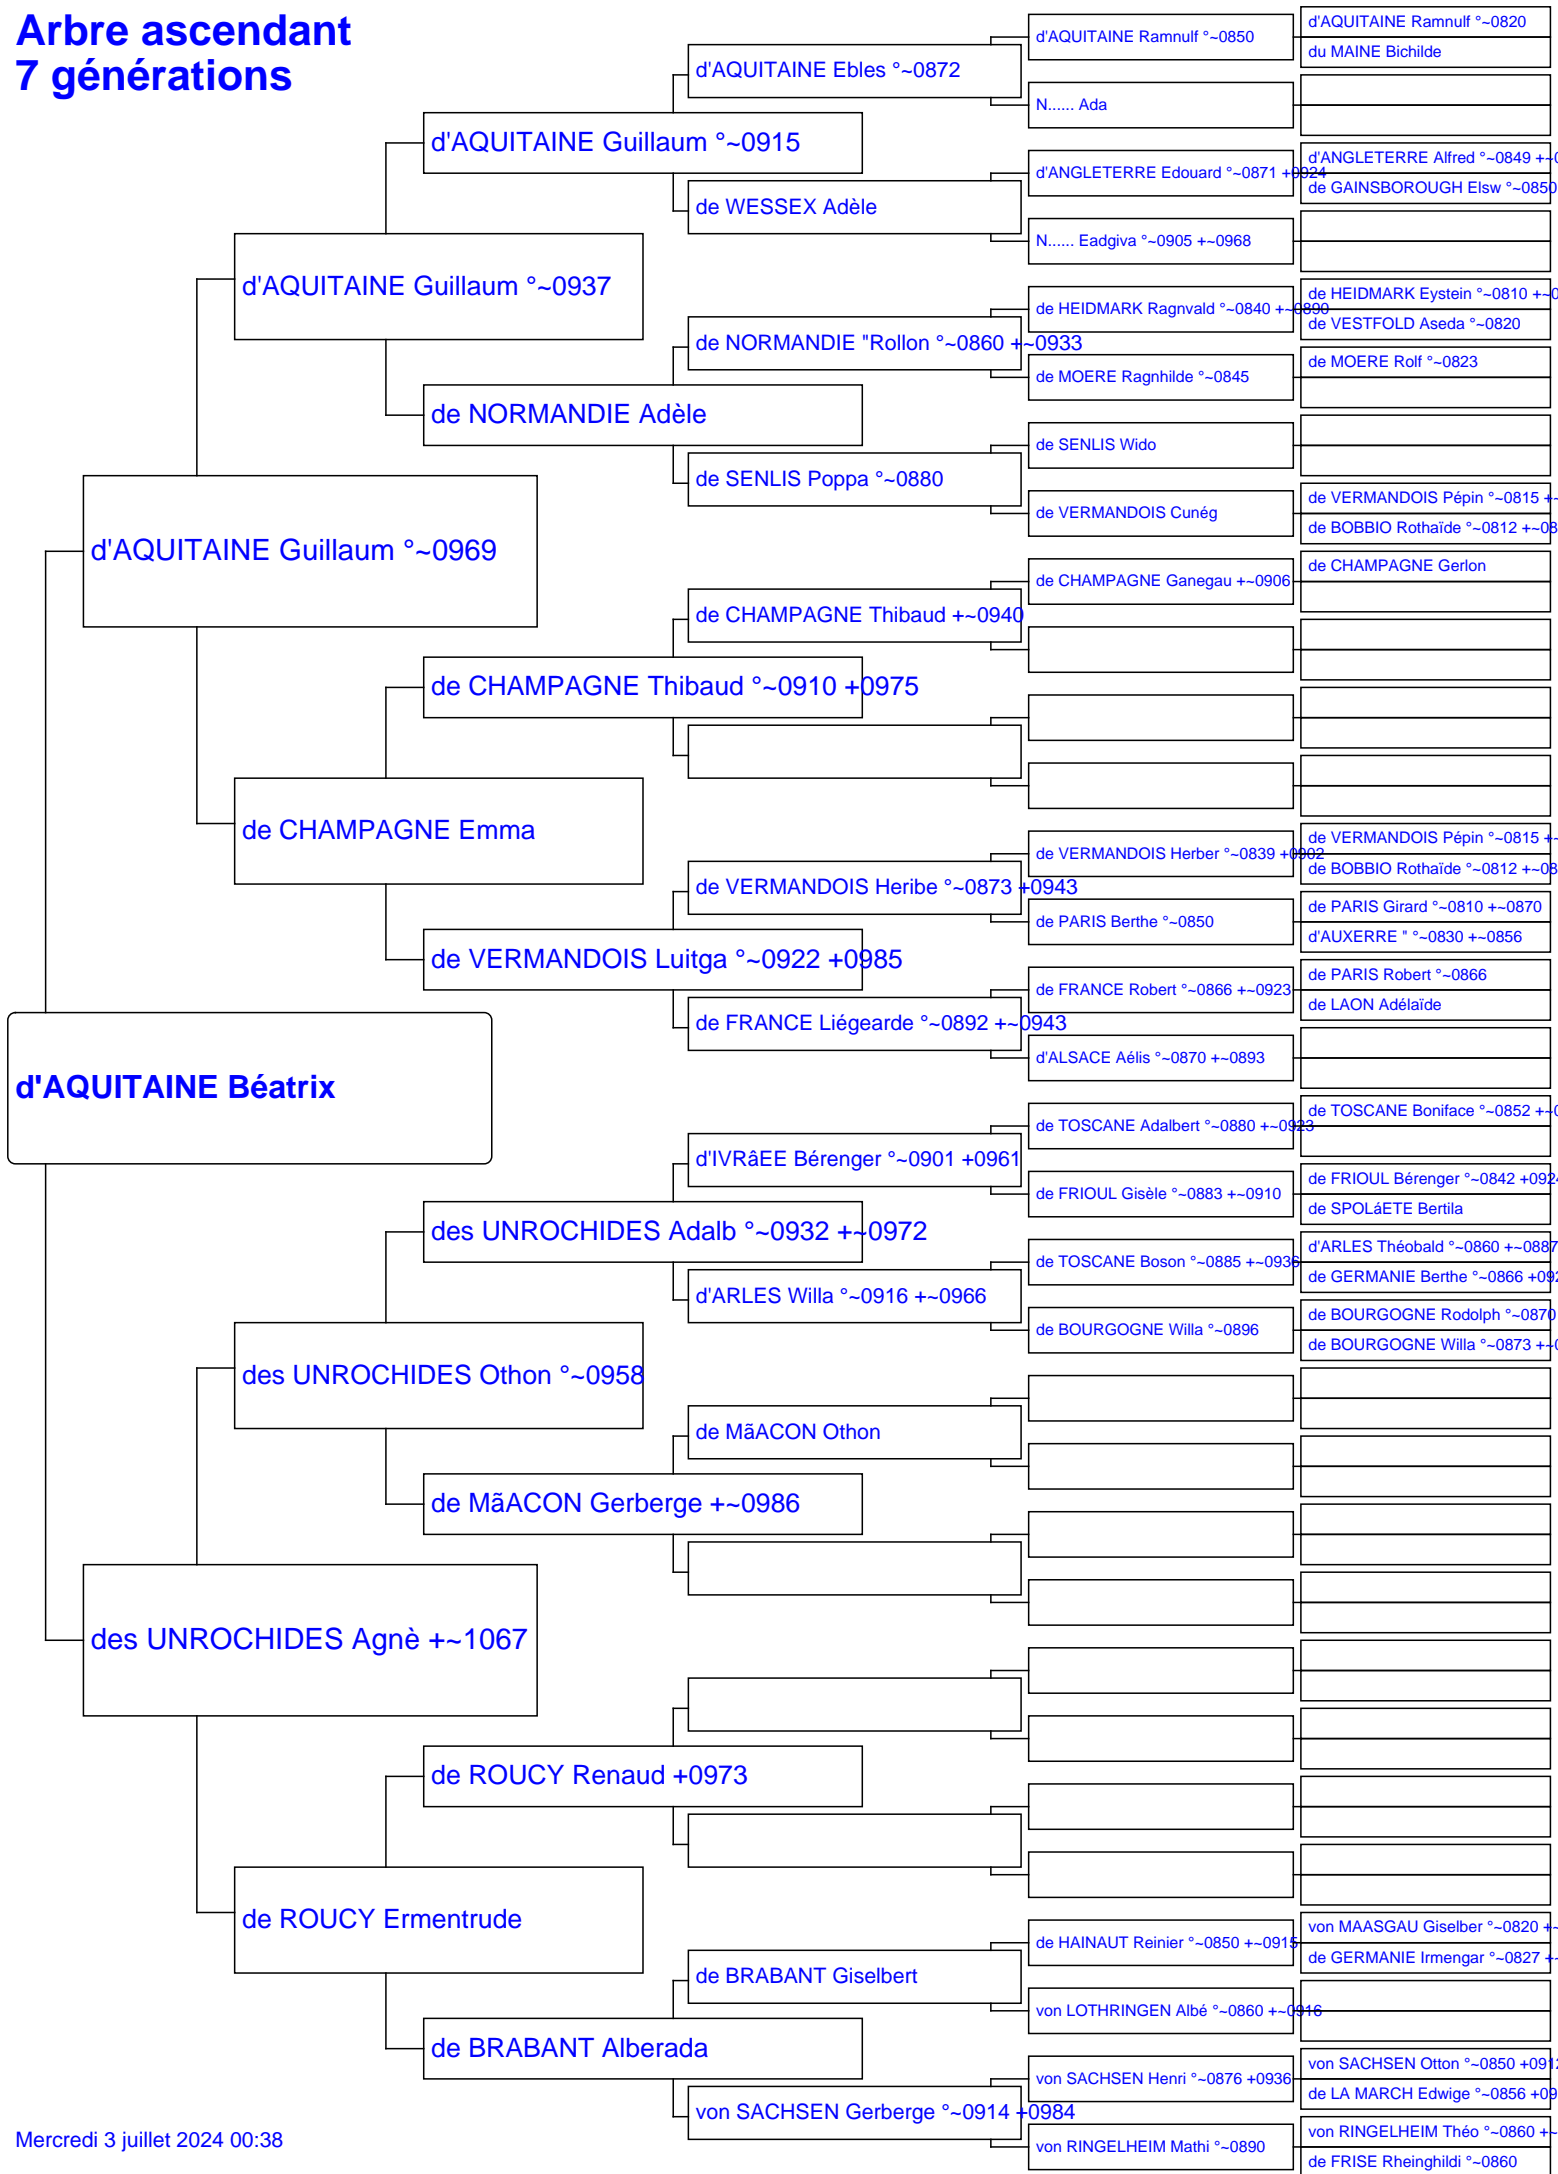 Arbre ascendant
7 générations
d'AQUITAINE Béatrix
d'AQUITAINE Guillaum °~0969
des UNROCHIDES Agnè +~1067
d'AQUITAINE Guillaum °~0937
de CHAMPAGNE Emma
des UNROCHIDES Othon °~0958
de ROUCY Ermentrude
d'AQUITAINE Guillaum °~0915
de NORMANDIE Adèle
de CHAMPAGNE Thibaud °~0910 +0975
de VERMANDOIS Luitga °~0922 +0985
des UNROCHIDES Adalb °~0932 +~0972
de MãACON Gerberge +~0986
de ROUCY Renaud +0973
de BRABANT Alberada
d'AQUITAINE Ebles °~0872
de WESSEX Adèle
de NORMANDIE "Rollon °~0860 +~0933
de SENLIS Poppa °~0880
de CHAMPAGNE Thibaud +~0940
de VERMANDOIS Heribe °~0873 +0943
de FRANCE Liégearde °~0892 +~0943
d'IVRâEE Bérenger °~0901 +0961
d'ARLES Willa °~0916 +~0966
de MãACON Othon
de BRABANT Giselbert
von SACHSEN Gerberge °~0914 +0984
d'AQUITAINE Ramnulf °~0850
N...... Ada
d'ANGLETERRE Edouard °~0871 +0924
N...... Eadgiva °~0905 +~0968
de HEIDMARK Ragnvald °~0840 +~0890
de MOERE Ragnhilde °~0845
de SENLIS Wido
de VERMANDOIS Cunég
de CHAMPAGNE Ganegau +~0906
de VERMANDOIS Herber °~0839 +0902
de PARIS Berthe °~0850
de FRANCE Robert °~0866 +~0923
d'ALSACE Aélis °~0870 +~0893
de TOSCANE Adalbert °~0880 +~0923
de FRIOUL Gisèle °~0883 +~0910
de TOSCANE Boson °~0885 +~0936
de BOURGOGNE Willa °~0896
de HAINAUT Reinier °~0850 +~0915
von LOTHRINGEN Albé °~0860 +~0916
von SACHSEN Henri °~0876 +0936
von RINGELHEIM Mathi °~0890
d'AQUITAINE Ramnulf °~0820
du MAINE Bichilde
d'ANGLETERRE Alfred °~0849 +~0
de GAINSBOROUGH Elsw °~0850
de HEIDMARK Eystein °~0810 +~0
de VESTFOLD Aseda °~0820
de MOERE Rolf °~0823
de VERMANDOIS Pépin °~0815 +~
de BOBBIO Rothaïde °~0812 +~08
de CHAMPAGNE Gerlon
de VERMANDOIS Pépin °~0815 +~
de BOBBIO Rothaïde °~0812 +~08
de PARIS Girard °~0810 +~0870
d'AUXERRE " °~0830 +~0856
de PARIS Robert °~0866
de LAON Adélaïde
de TOSCANE Boniface °~0852 +~0
de FRIOUL Bérenger °~0842 +0924
de SPOLáETE Bertila
d'ARLES Théobald °~0860 +~0887
de GERMANIE Berthe °~0866 +092
de BOURGOGNE Rodolph °~0870
de BOURGOGNE Willa °~0873 +~0
von MAASGAU Giselber °~0820 +~
de GERMANIE Irmengar °~0827 +~
von SACHSEN Otton °~0850 +0912
de LA MARCH Edwige °~0856 +09
von RINGELHEIM Théo °~0860 +~
de FRISE Rheinghildi °~0860
Mercredi 3 juillet 2024 00:38